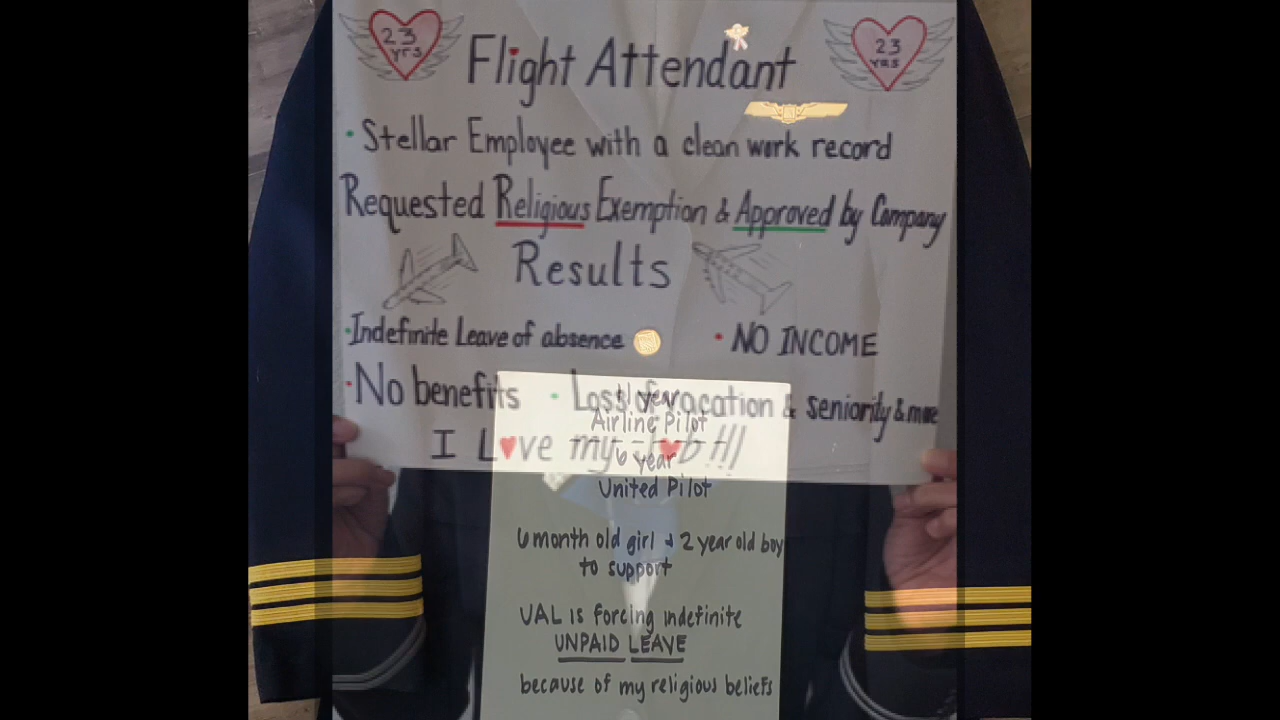 23 yrs
23 yrs
Flight Attendant
• Stellar Employee with a clean work record
Requested Religious Exemption & Approved by Company
Results
• Indefinite Leave of absence
• NO INCOME
• No benefits
• Loss of vacation & seniority & more
I L♥ve my J♥b!!!
11 year
Airline Pilot
6 year
United Pilot
6 month old girl + 2 year old boy
to support
UAL is forcing indefinite
UNPAID LEAVE
because of my religious beliefs